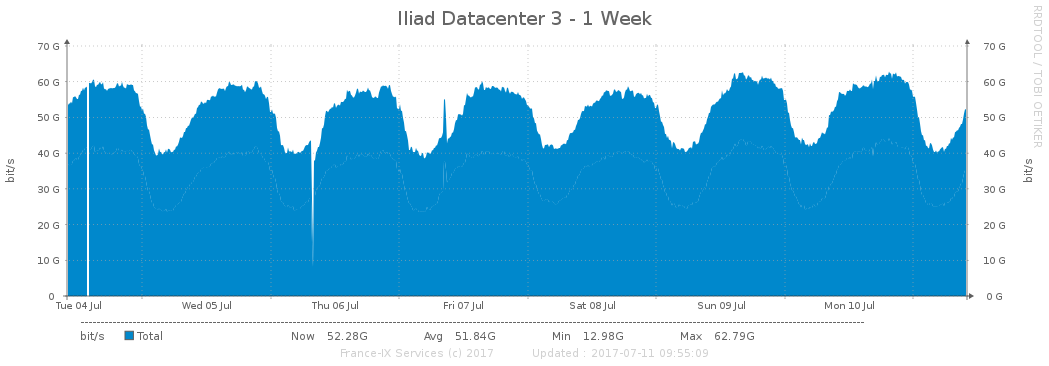 Iliad Datacenter 3 - 1 Week
RRDTOOL / TOBI OETIKER
70 G 70 G
60 G 60 G
50 G 50 G
40 G 40 G
30 G 30 G
20 G 20 G
10 G 10 G
0 0 G
bit/s bit/s
Tue 04 Jul Wed 05 Jul Thu 06 Jul Fri 07 Jul Sat 08 Jul Sun 09 Jul Mon 10 Jul
bit/s Total Now 52.28G Avg 51.84G Min 12.98G Max 62.79G
France-IX Services (c) 2017 Updated : 2017-07-11 09:55:09